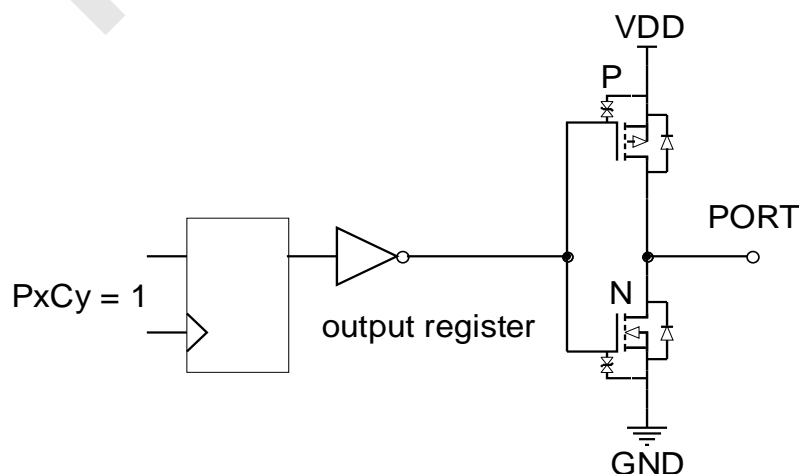 VDD
P
PORT
PxCy = 1
N
output register
GND